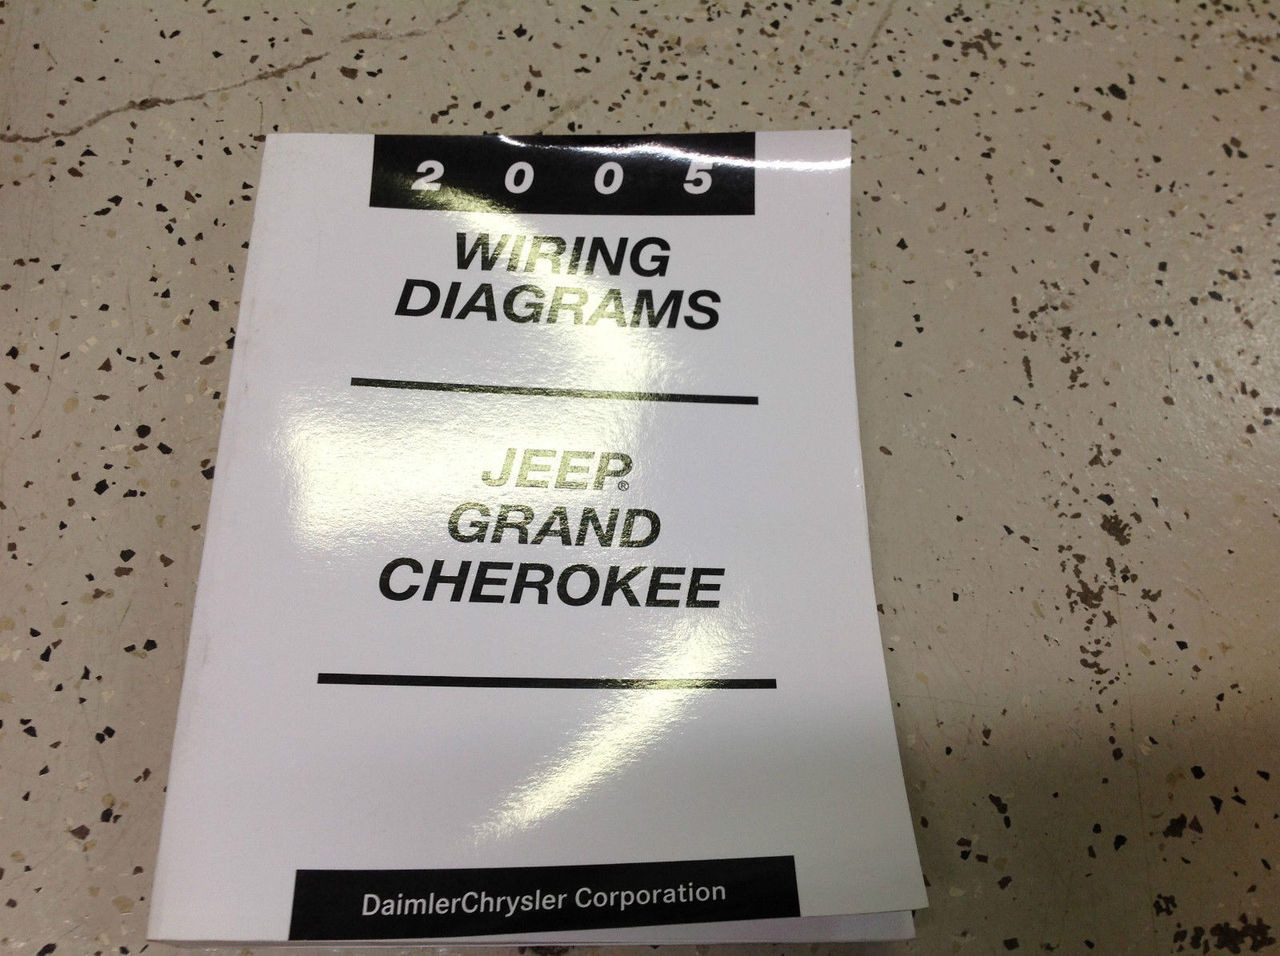 2005
WIRING
DIAGRAMS
JEEP®
GRAND
CHEROKEE
DaimlerChrysler Corporation